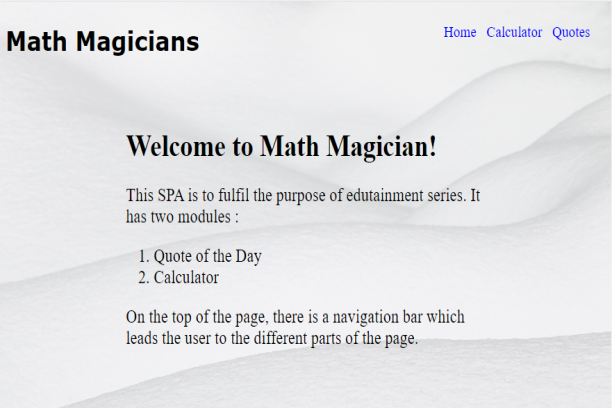 Math Magicians
Home Calculator Quotes
Welcome to Math Magician!
This SPA is to fulfil the purpose of edutainment series. It
has two modules :
1. Quote of the Day
2. Calculator
On the top of the page, there is a navigation bar which
leads the user to the different parts of the page.